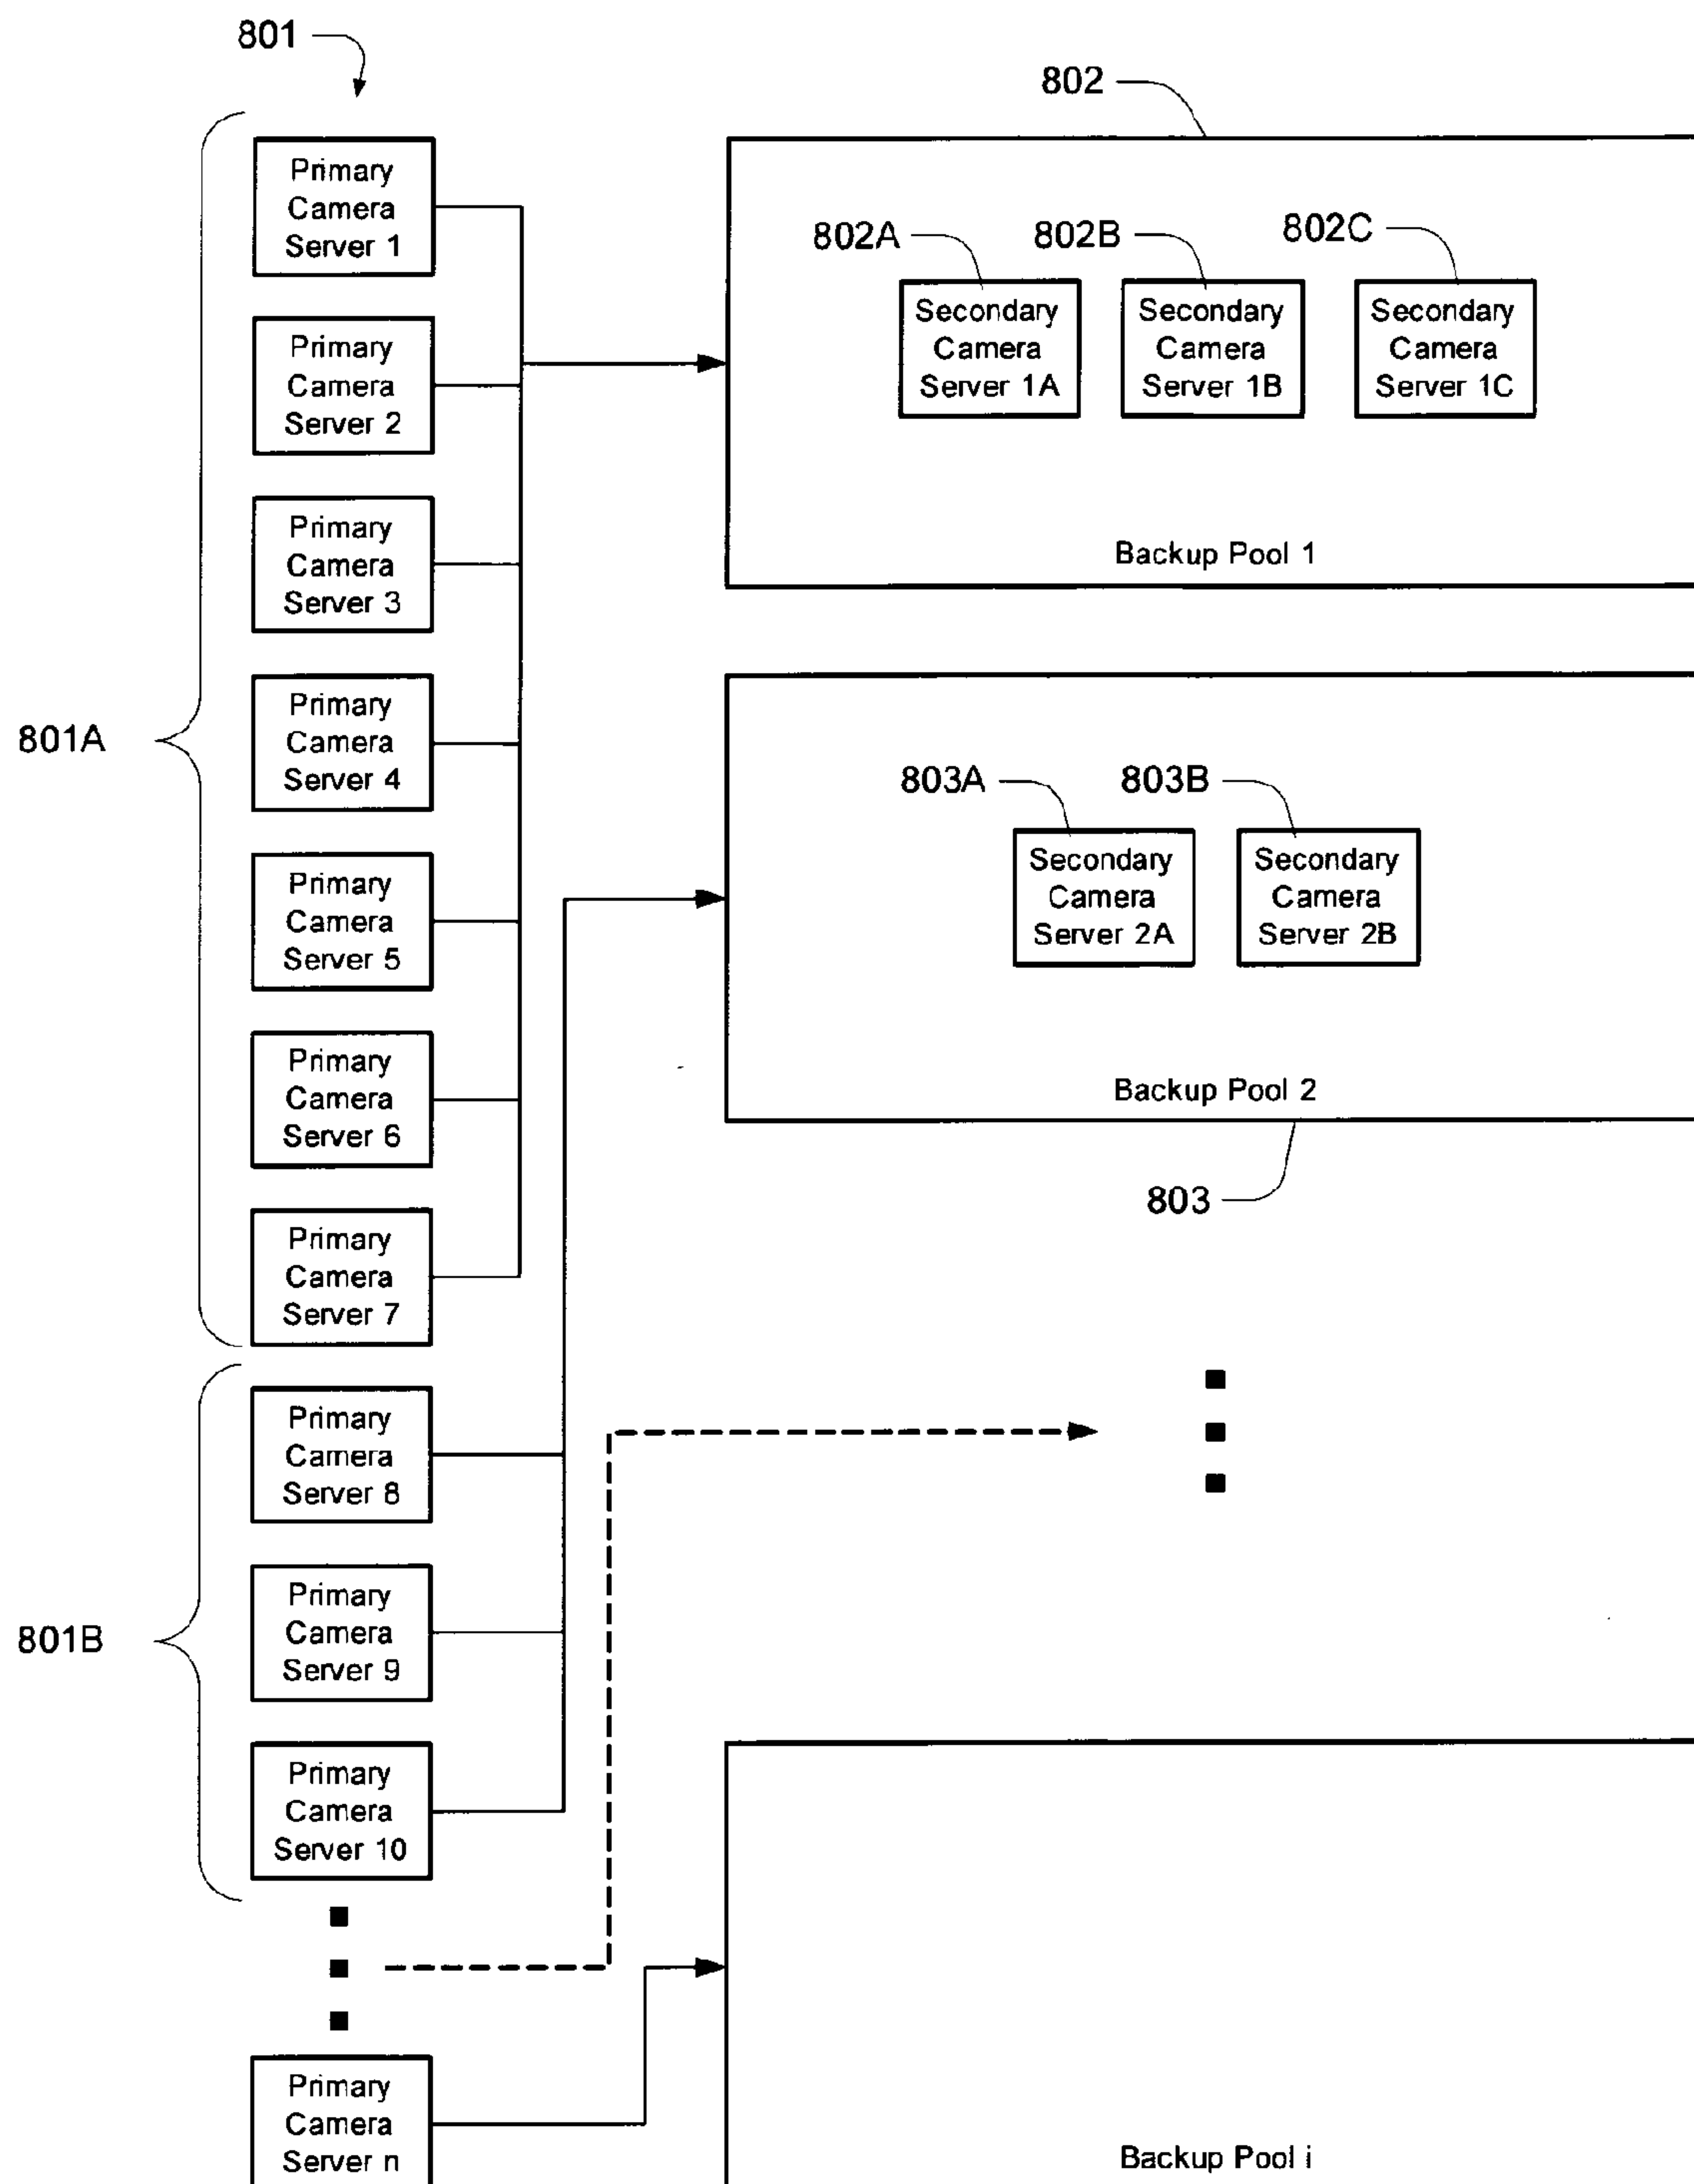 801
802
Primary
Camera
Server 1
802A
802B
802C
Secondary
Camera
Server 1A
Secondary
Camera
Server 1B
Secondary
Camera
Server 1C
Primary
Camera
Server 2
Primary
Camera
Server 3
Backup Pool 1
801A
Primary
Camera
Server 4
803A
803B
Secondary
Camera
Server 2A
Secondary
Camera
Server 2B
Primary
Camera
Server 5
Primary
Camera
Server 6
Backup Pool 2
803
Primary
Camera
Server 7
Primary
Camera
Server 8
801B
Primary
Camera
Server 9
Primary
Camera
Server 10
Primary
Camera
Server n
Backup Pool i